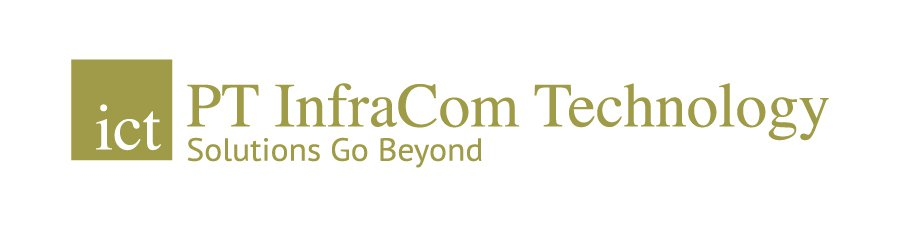 ict
PT InfraCom Technology
Solutions Go Beyond